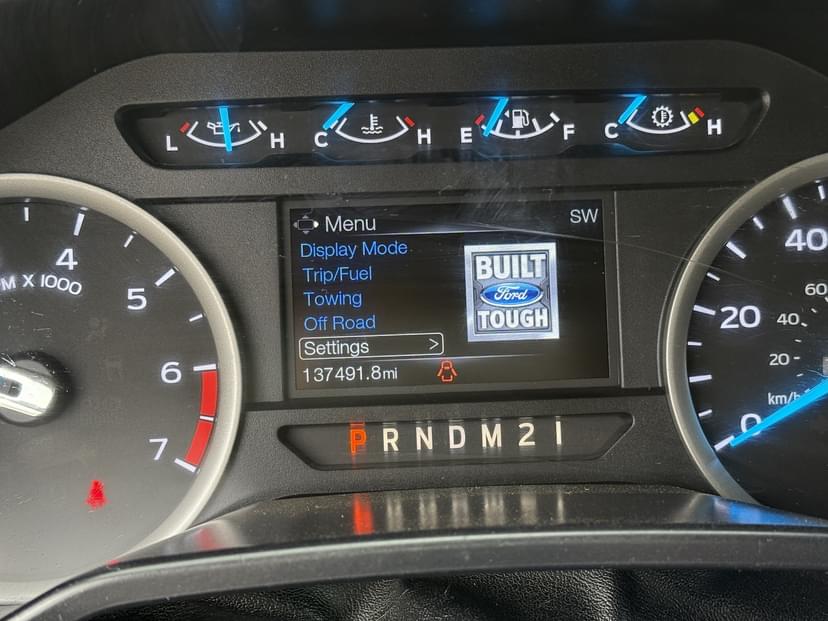 L H C H E F C H
Menu SW
Display Mode
Trip/Fuel
Towing
Off Road
Settings >
137491.8mi
BUILT
Ford
TOUGH
P R N D M 2 1
4
M X 1000
5
6
7
40
60
20
40
20
km/h
0